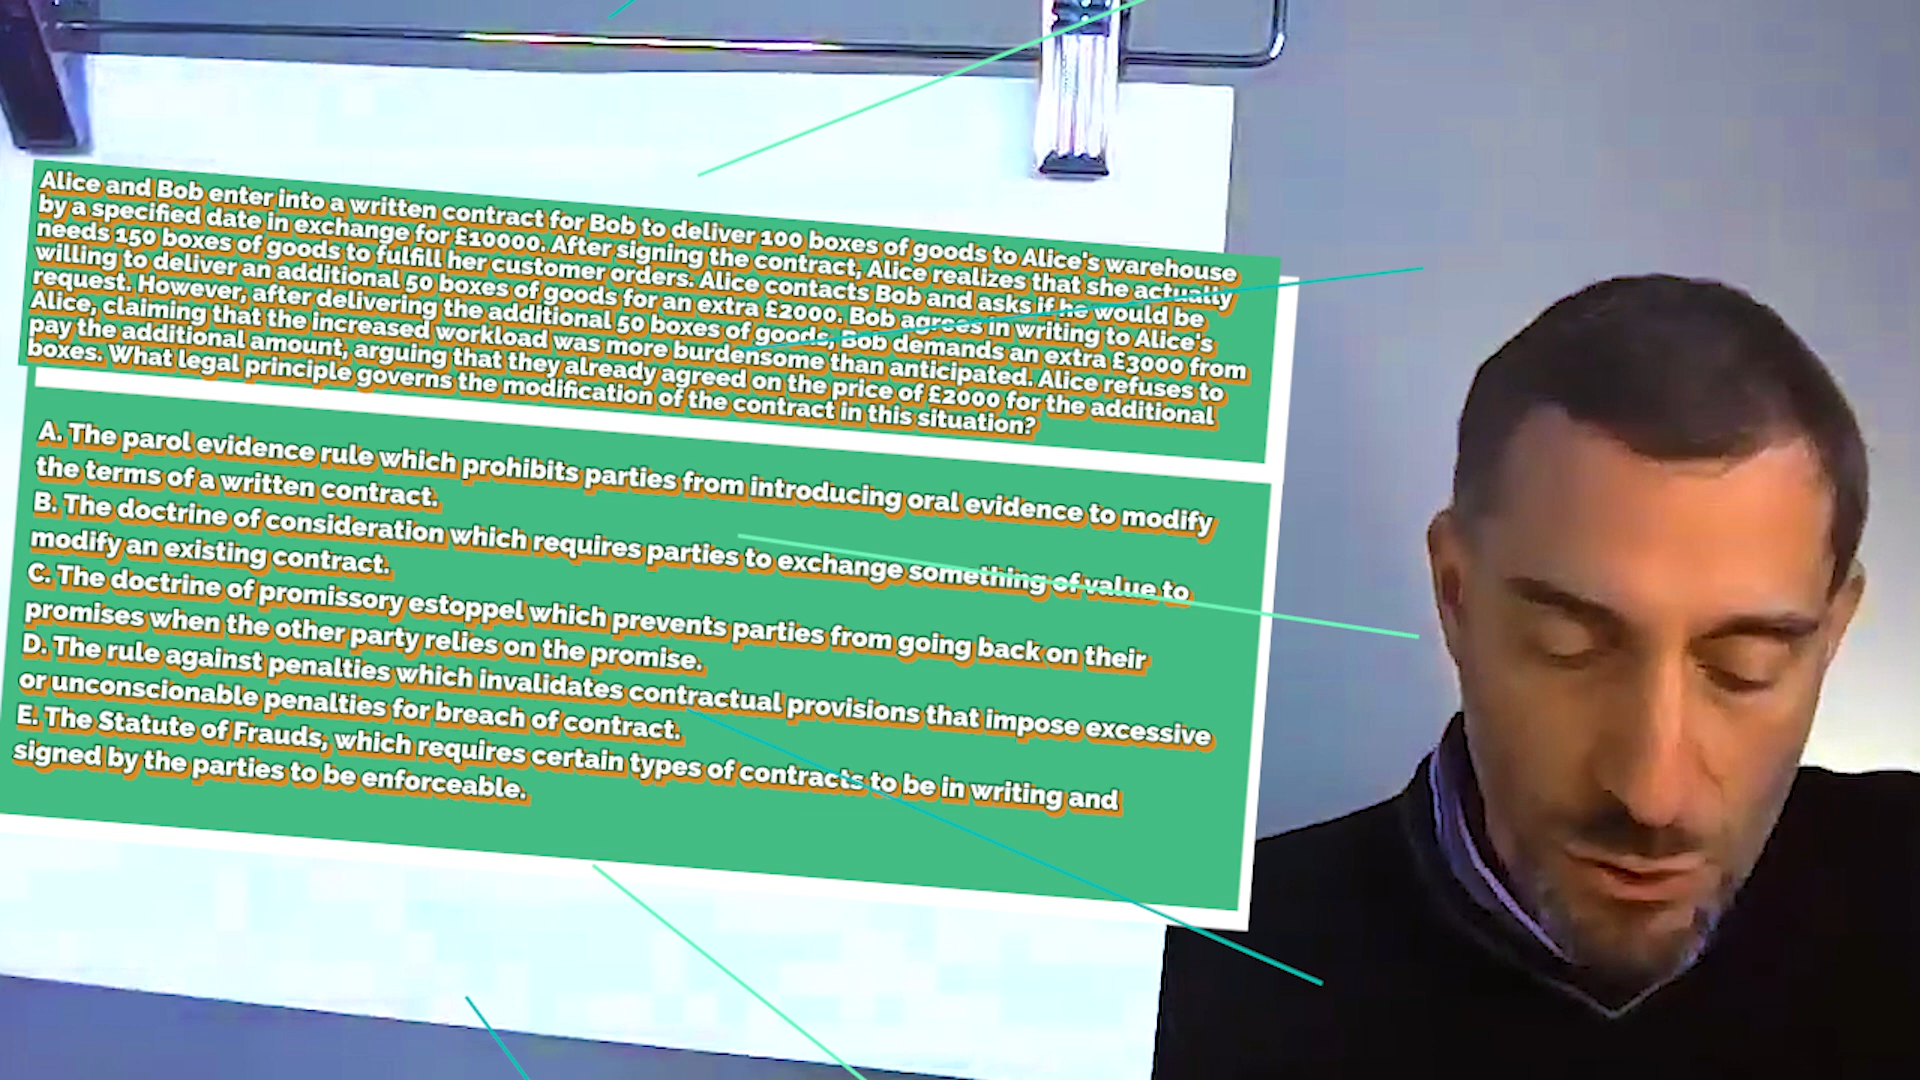 Alice and Bob enter into a written contract for Bob to deliver 100 boxes of goods to Alice's warehouse
by a specified date in exchange for £10000. After signing the contract, Alice realizes that she actually
needs 150 boxes of goods to fulfill her customer orders. Alice contacts Bob and asks if he would be
willing to deliver an additional 50 boxes of goods for an extra £2000. Bob agrees in writing to Alice's
request. However, after delivering the additional 50 boxes of goods, Bob demands an extra £3000 from
Alice, claiming that the increased workload was more burdensome than anticipated. Alice refuses to
pay the additional amount, arguing that they already agreed on the price of £2000 for the additional
boxes. What legal principle governs the modification of the contract in this situation?
A. The parol evidence rule which prohibits parties from introducing oral evidence to modify
the terms of a written contract.
B. The doctrine of consideration which requires parties to exchange something of value to
modify an existing contract.
C. The doctrine of promissory estoppel which prevents parties from going back on their
promises when the other party relies on the promise.
D. The rule against penalties which invalidates contractual provisions that impose excessive
or unconscionable penalties for breach of contract.
E. The Statute of Frauds, which requires certain types of contracts to be in writing and
signed by the parties to be enforceable.